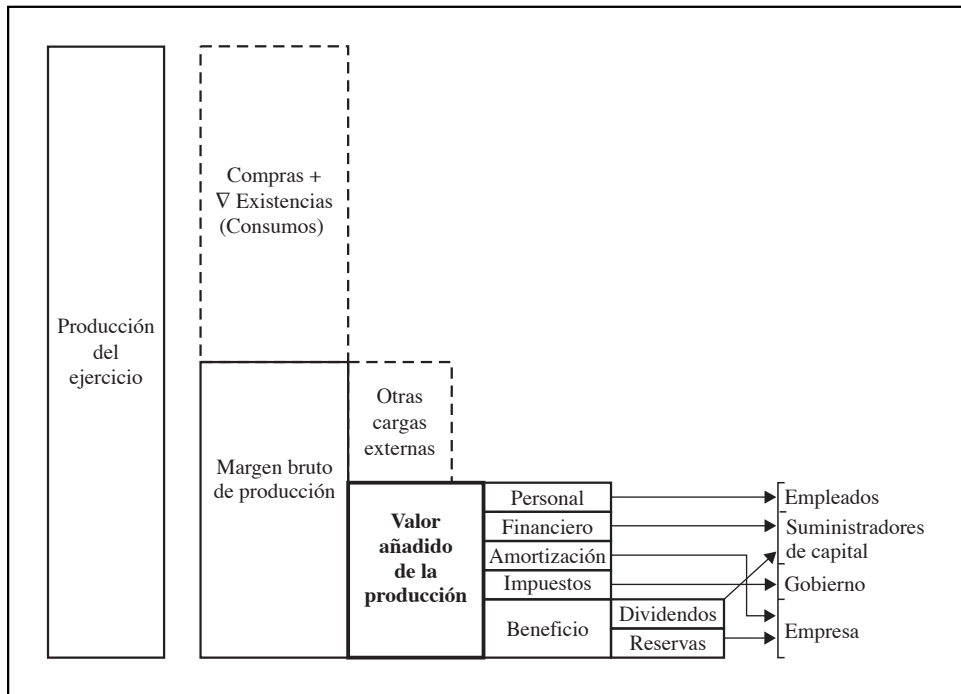 Producción
del
ejercicio
Compras +
∇ Existencias
(Consumos)
Margen bruto
de producción
Otras
cargas
externas
Valor
añadido
de la
producción
Personal
Financiero
Amortización
Impuestos
Beneficio
Dividendos
Reservas
Empleados
Suministradores
de capital
Gobierno
Empresa